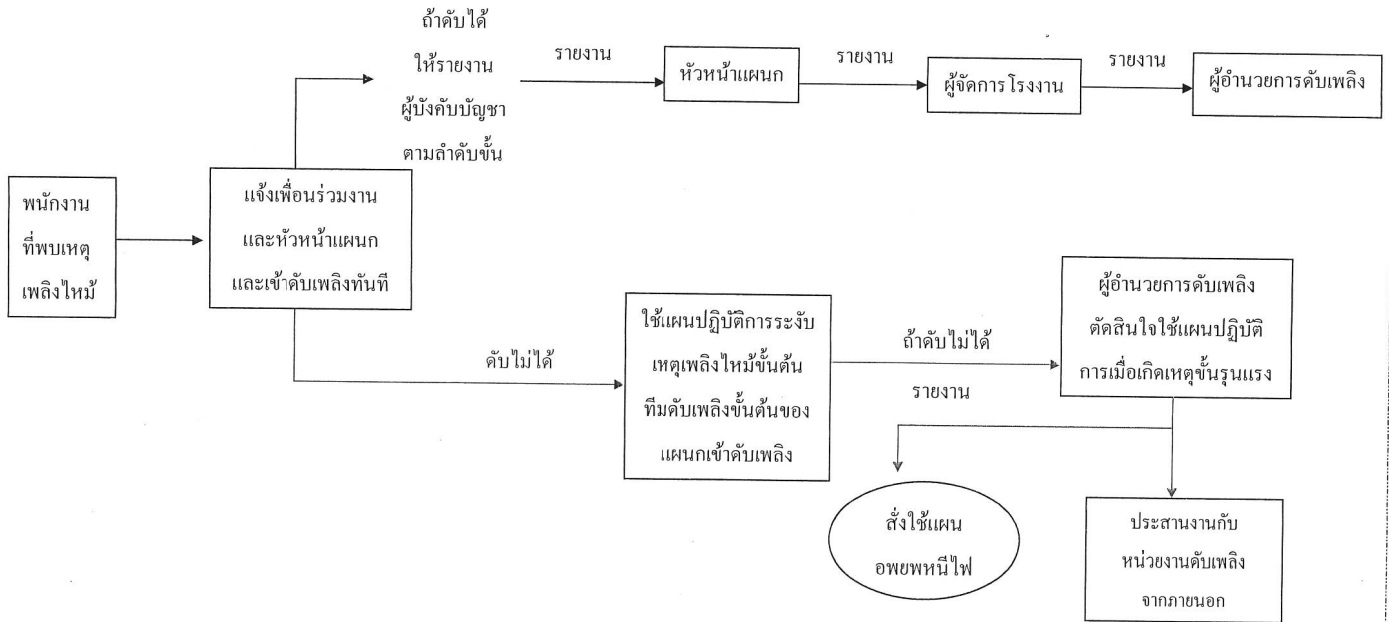 ถ้าดับได้
ให้รายงาน
ผู้บังคับบัญชา
ตามลำดับขั้น
รายงาน
หัวหน้าแผนก
รายงาน
ผู้จัดการโรงงาน
รายงาน
ผู้อำนวยการดับเพลิง
พนักงาน
ที่พบเหตุ
เพลิงไหม้
แจ้งเพื่อนร่วมงาน
และหัวหน้าแผนก
และเข้าดับเพลิงทันที
ดับไม่ได้
ใช้แผนปฏิบัติการระงับ
เหตุเพลิงไหม้ขั้นต้น
ทีมดับเพลิงขั้นต้นของ
แผนกเข้าดับเพลิง
ถ้าดับไม่ได้
รายงาน
ผู้อำนวยการดับเพลิง
ตัดสินใจใช้แผนปฏิบัติ
การเมื่อเกิดเหตุขั้นรุนแรง
สั่งใช้แผน
อพยพหนีไฟ
ประสานงานกับ
หน่วยงานดับเพลิง
จากภายนอก